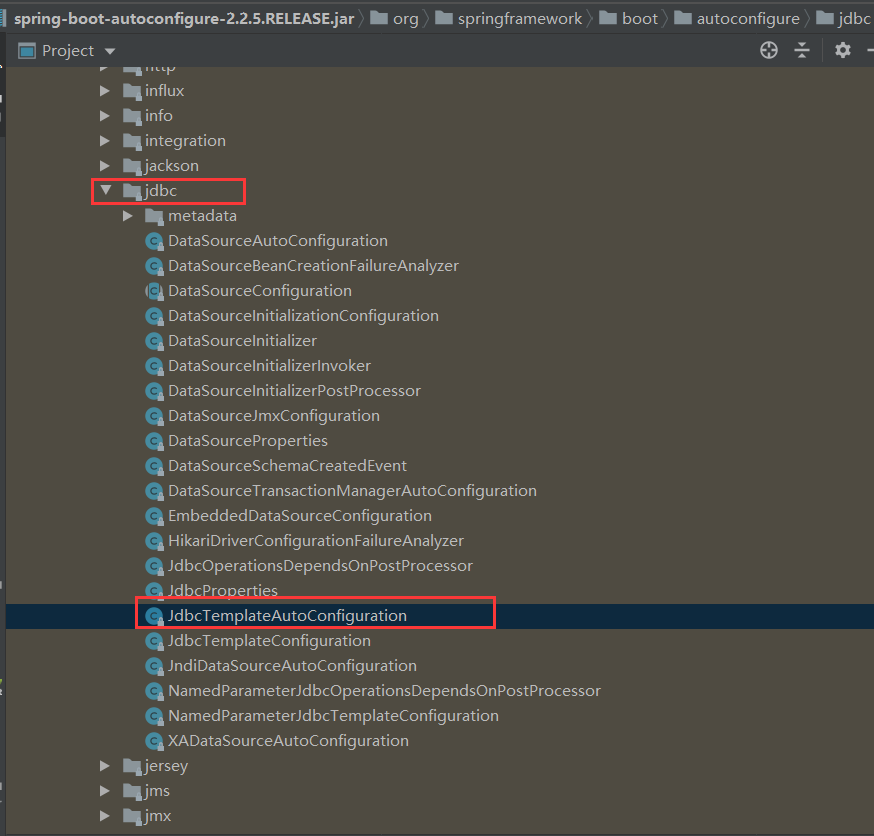 spring-boot-autoconfigure-2.2.5.RELEASE.jar org springframework boot autoconfigure jdbc
Project
http
influx
info
integration
jackson
jdbc
metadata
DataSourceAutoConfiguration
DataSourceBeanCreationFailureAnalyzer
DataSourceConfiguration
DataSourceInitializationConfiguration
DataSourceInitializer
DataSourceInitializerInvoker
DataSourceInitializerPostProcessor
DataSourceJmxConfiguration
DataSourceProperties
DataSourceSchemaCreatedEvent
DataSourceTransactionManagerAutoConfiguration
EmbeddedDataSourceConfiguration
HikariDriverConfigurationFailureAnalyzer
JdbcOperationsDependsOnPostProcessor
JdbcProperties
JdbcTemplateAutoConfiguration
JdbcTemplateConfiguration
JndiDataSourceAutoConfiguration
NamedParameterJdbcOperationsDependsOnPostProcessor
NamedParameterJdbcTemplateConfiguration
XADataSourceAutoConfiguration
jersey
jms
jmx